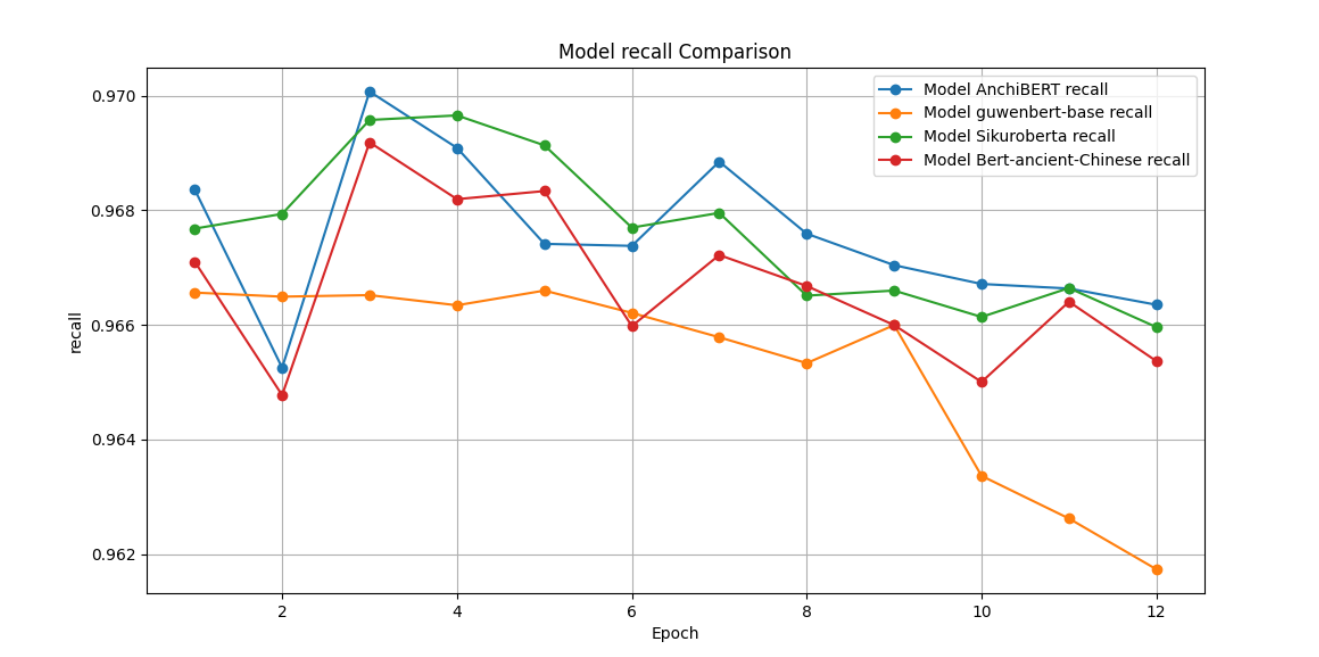 Model recall Comparison
Model AnchiBERT recall
Model guwenbert-base recall
Model Sikuroberta recall
Model Bert-ancient-Chinese recall
0.970
0.968
0.966
0.964
0.962
recall
2 4 6 8 10 12
Epoch